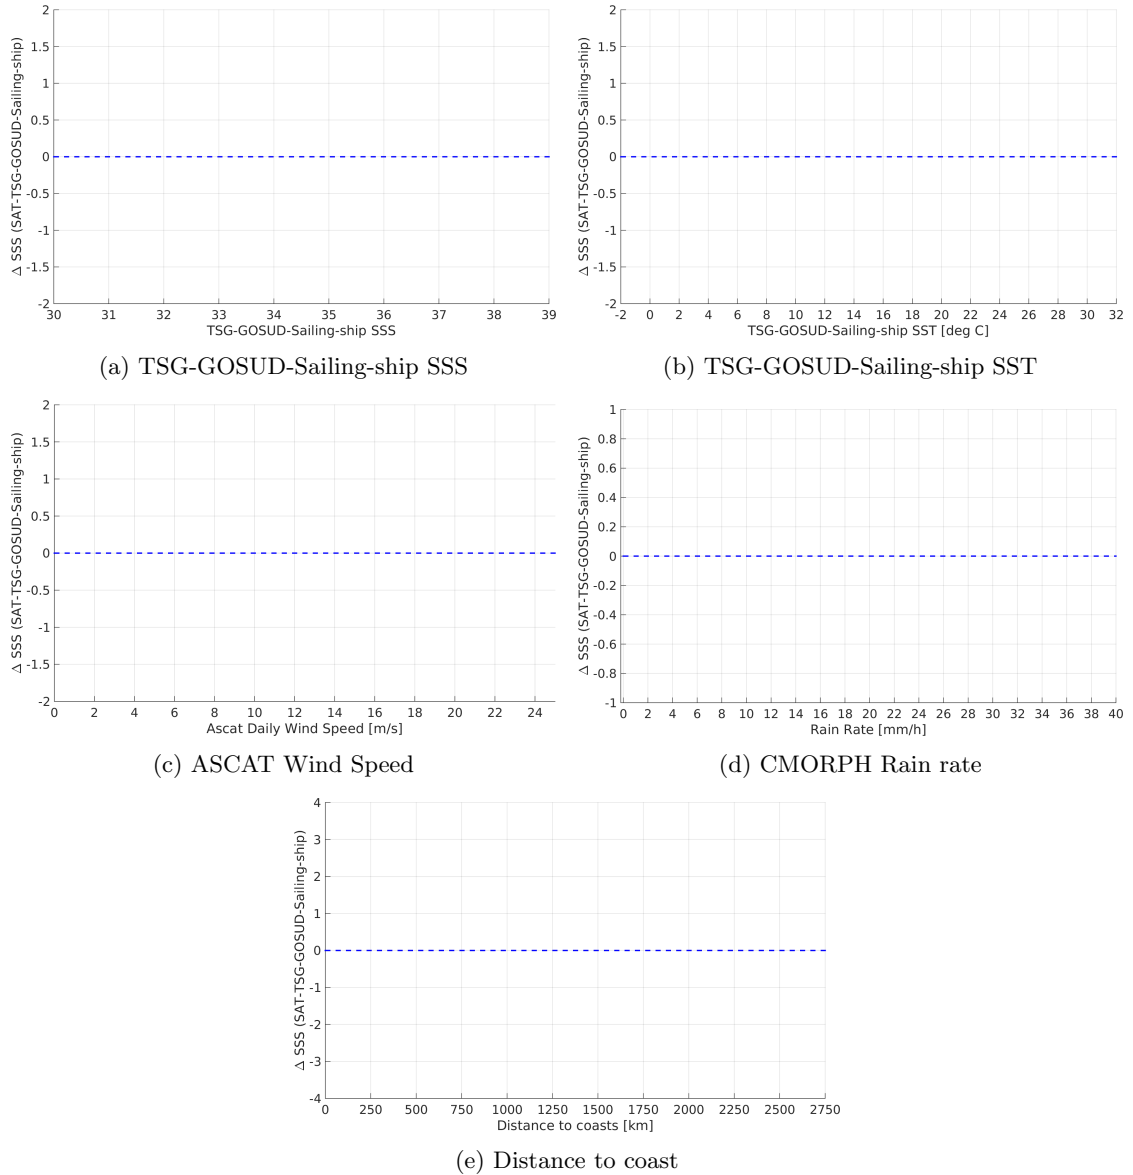 2
1.5
1
0.5
0
-0.5
-1
-1.5
-2
Δ SSS (SAT-TSG-GOSUD-Sailing-ship)
30 31 32 33 34 35 36 37 38 39
TSG-GOSUD-Sailing-ship SSS
(a) TSG-GOSUD-Sailing-ship SSS
2
1.5
1
0.5
0
-0.5
-1
-1.5
-2
Δ SSS (SAT-TSG-GOSUD-Sailing-ship)
-2 0 2 4 6 8 10 12 14 16 18 20 22 24 26 28 30 32
TSG-GOSUD-Sailing-ship SST [deg C]
(b) TSG-GOSUD-Sailing-ship SST
2
1.5
1
0.5
0
-0.5
-1
-1.5
-2
Δ SSS (SAT-TSG-GOSUD-Sailing-ship)
0 2 4 6 8 10 12 14 16 18 20 22 24
Ascat Daily Wind Speed [m/s]
(c) ASCAT Wind Speed
1
0.8
0.6
0.4
0.2
0
-0.2
-0.4
-0.6
-0.8
-1
Δ SSS (SAT-TSG-GOSUD-Sailing-ship)
0 2 4 6 8 10 12 14 16 18 20 22 24 26 28 30 32 34 36 38 40
Rain Rate [mm/h]
(d) CMORPH Rain rate
4
3
2
1
0
-1
-2
-3
-4
Δ SSS (SAT-TSG-GOSUD-Sailing-ship)
0 250 500 750 1000 1250 1500 1750 2000 2250 2500 2750
Distance to coasts [km]
(e) Distance to coast